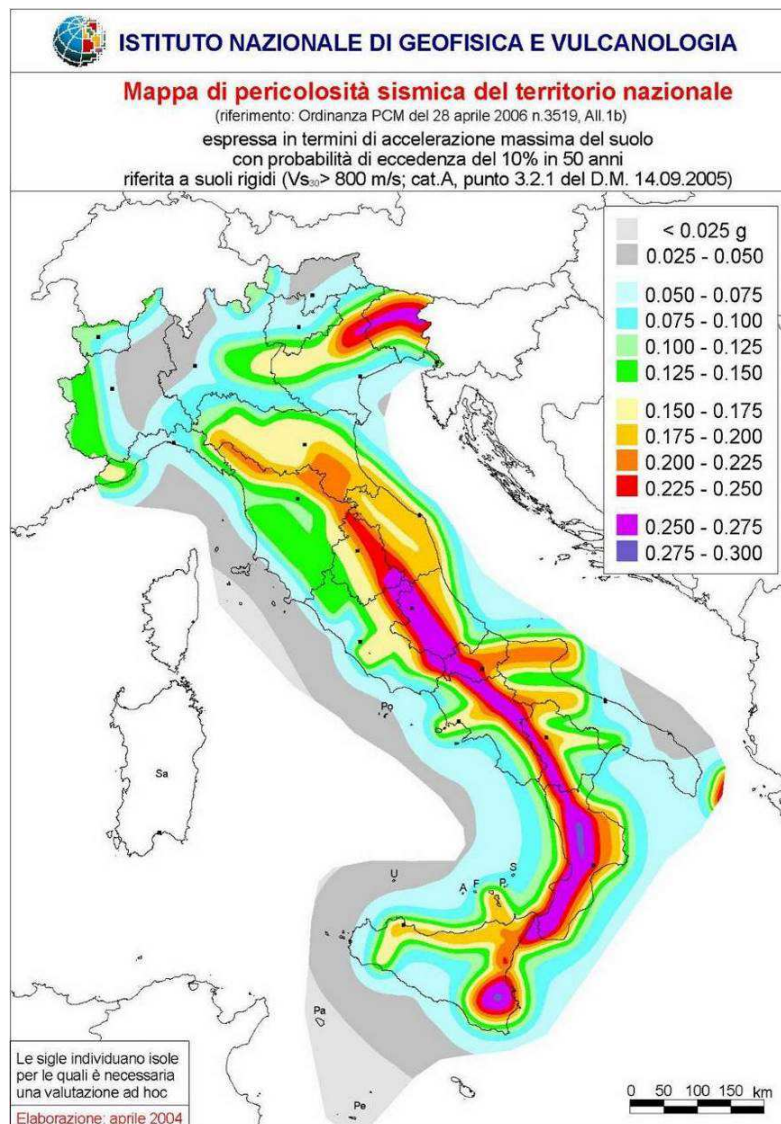 ISTITUTO NAZIONALE DI GEOFISICA E VULCANOLOGIA
Mappa di pericolosità sismica del territorio nazionale
(riferimento: Ordinanza PCM del 28 aprile 2006 n.3519, All.1b)
espressa in termini di accelerazione massima del suolo
con probabilità di eccedenza del 10% in 50 anni
riferita a suoli rigidi (Vs₃₀> 800 m/s; cat.A, punto 3.2.1 del D.M. 14.09.2005)
< 0.025 g
0.025 - 0.050
0.050 - 0.075
0.075 - 0.100
0.100 - 0.125
0.125 - 0.150
0.150 - 0.175
0.175 - 0.200
0.200 - 0.225
0.225 - 0.250
0.250 - 0.275
0.275 - 0.300
Po
Sa
U
A F P S
Pa
Pe
Le sigle individuano isole
per le quali è necessaria
una valutazione ad hoc
Elaborazione: aprile 2004
0 50 100 150 km